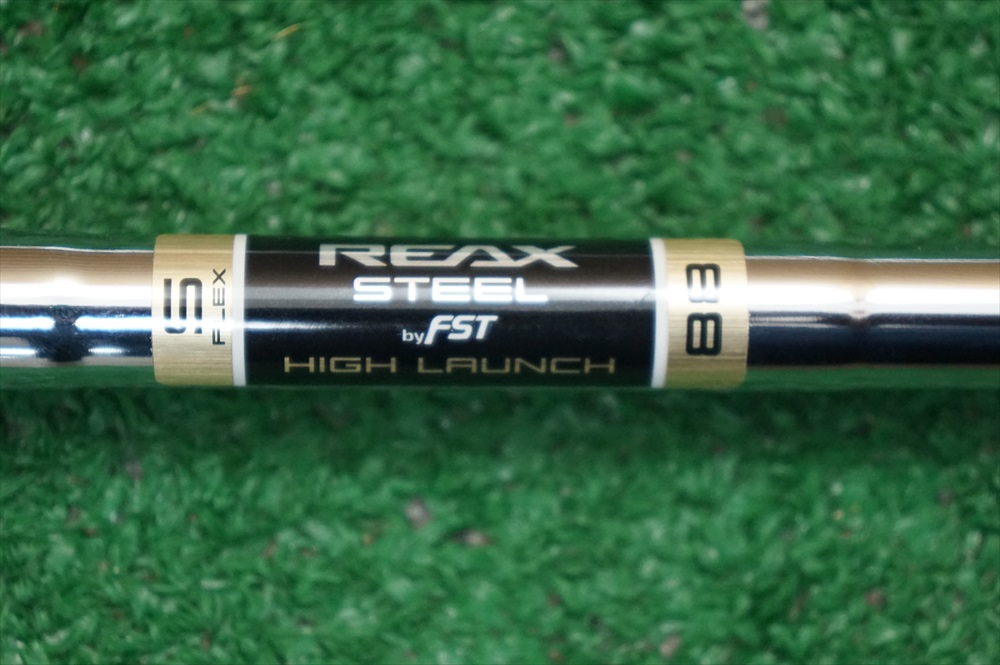 S
FLEX
REAX
STEEL
by FST
HIGH LAUNCH
88